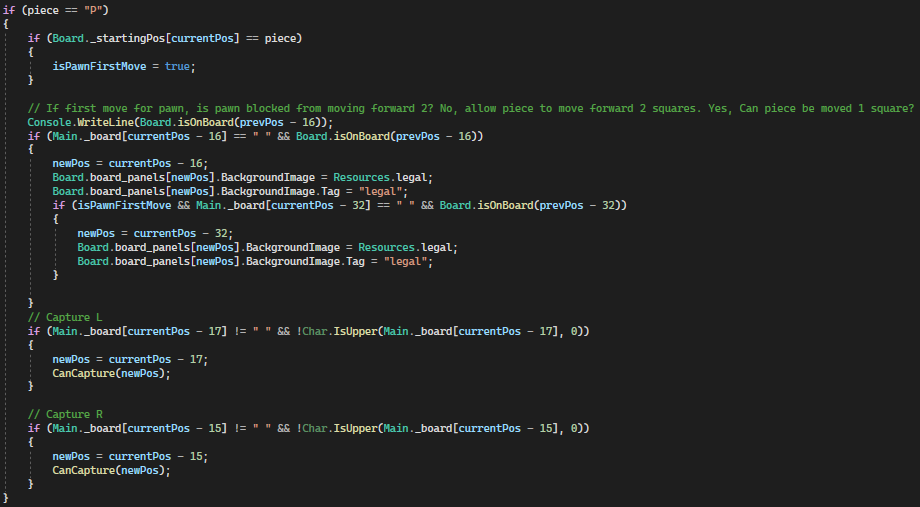 if (piece == "P")
{
if (Board._startingPos[currentPos] == piece)
{
isPawnFirstMove = true;
}
// If first move for pawn, is pawn blocked from moving forward 2? No, allow piece to move forward 2 squares. Yes, Can piece be moved 1 square?
Console.WriteLine(Board.isOnBoard(prevPos - 16));
if (Main._board[currentPos - 16] == " " && Board.isOnBoard(prevPos - 16))
{
newPos = currentPos - 16;
Board.board_panels[newPos].BackgroundImage = Resources.legal;
Board.board_panels[newPos].BackgroundImage.Tag = "legal";
if (isPawnFirstMove && Main._board[currentPos - 32] == " " && Board.isOnBoard(prevPos - 32))
{
newPos = currentPos - 32;
Board.board_panels[newPos].BackgroundImage = Resources.legal;
Board.board_panels[newPos].BackgroundImage.Tag = "legal";
}
}
// Capture L
if (Main._board[currentPos - 17] != " " && !Char.IsUpper(Main._board[currentPos - 17], 0))
{
newPos = currentPos - 17;
CanCapture(newPos);
}
// Capture R
if (Main._board[currentPos - 15] != " " && !Char.IsUpper(Main._board[currentPos - 15], 0))
{
newPos = currentPos - 15;
CanCapture(newPos);
}
}